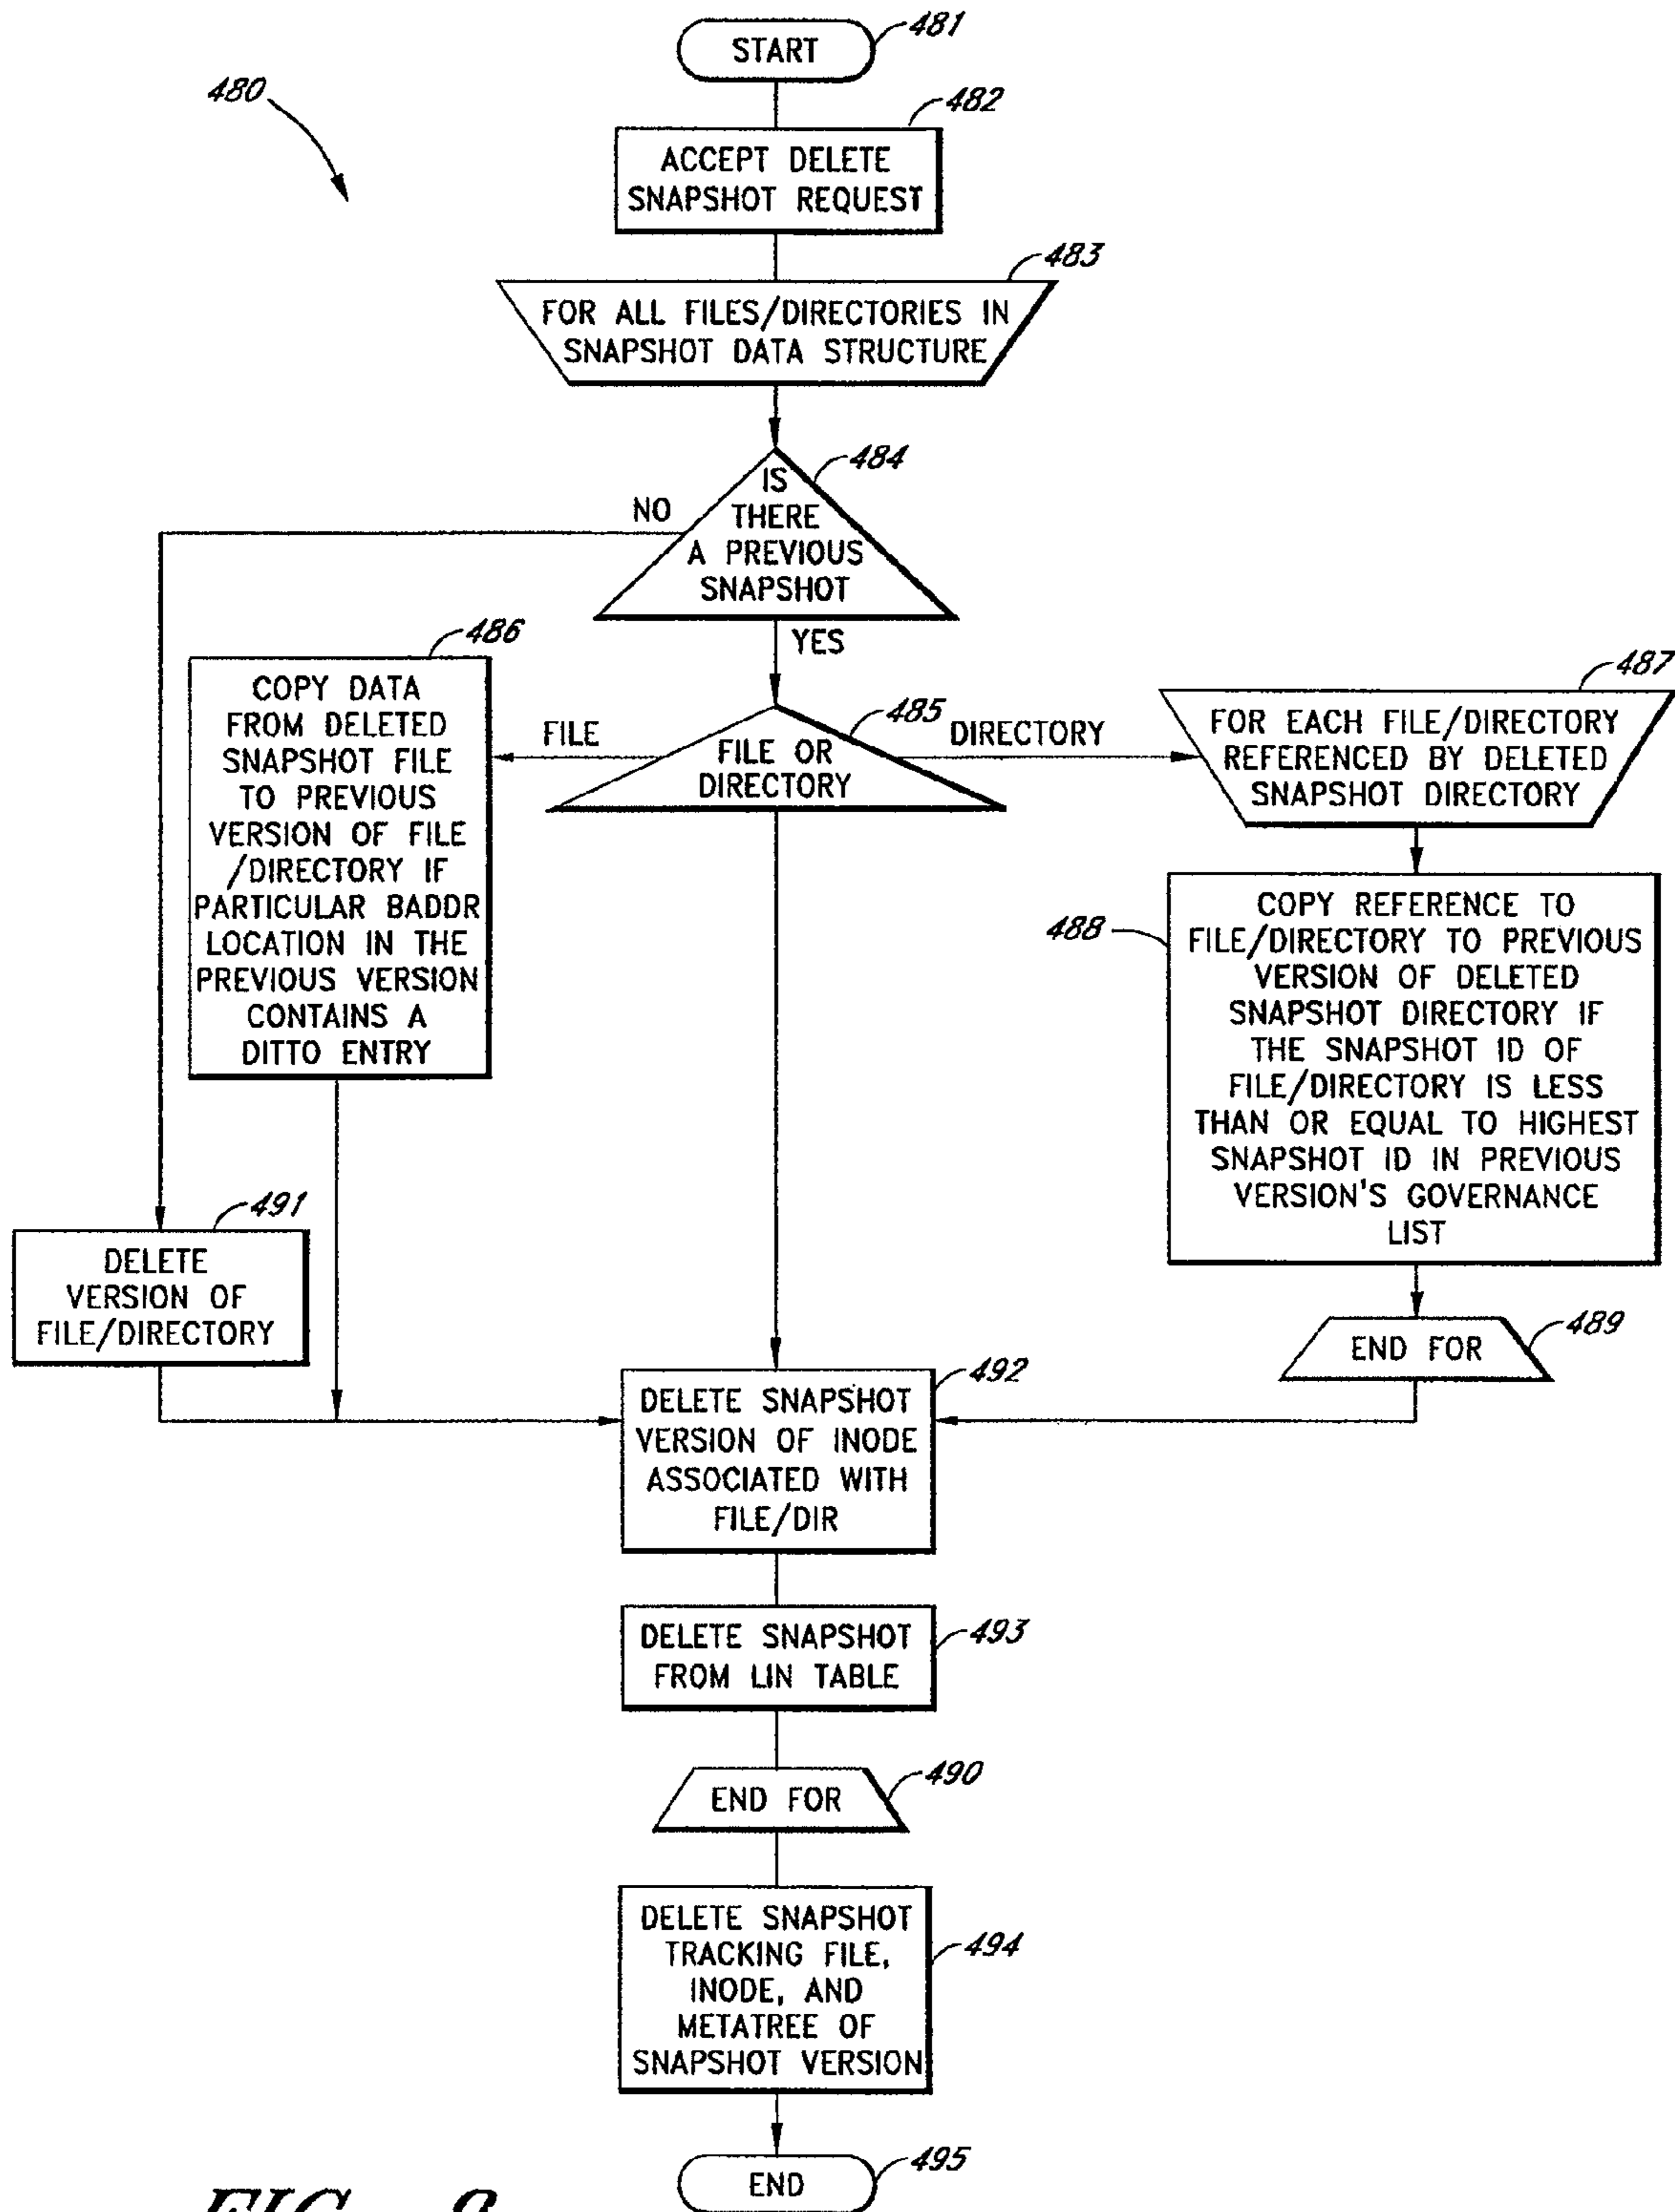 480
START
481
ACCEPT DELETE
SNAPSHOT REQUEST
482
FOR ALL FILES/DIRECTORIES IN
SNAPSHOT DATA STRUCTURE
483
IS
THERE
A PREVIOUS
SNAPSHOT
484
NO
YES
FILE OR
DIRECTORY
485
FILE
DIRECTORY
COPY DATA
FROM DELETED
SNAPSHOT FILE
TO PREVIOUS
VERSION OF FILE
/DIRECTORY IF
PARTICULAR BADDR
LOCATION IN THE
PREVIOUS VERSION
CONTAINS A
DITTO ENTRY
486
FOR EACH FILE/DIRECTORY
REFERENCED BY DELETED
SNAPSHOT DIRECTORY
487
COPY REFERENCE TO
FILE/DIRECTORY TO PREVIOUS
VERSION OF DELETED
SNAPSHOT DIRECTORY IF
THE SNAPSHOT ID OF
FILE/DIRECTORY IS LESS
THAN OR EQUAL TO HIGHEST
SNAPSHOT ID IN PREVIOUS
VERSION'S GOVERNANCE
LIST
488
END FOR
489
DELETE
VERSION OF
FILE/DIRECTORY
491
DELETE SNAPSHOT
VERSION OF INODE
ASSOCIATED WITH
FILE/DIR
492
DELETE SNAPSHOT
FROM LIN TABLE
493
END FOR
490
DELETE SNAPSHOT
TRACKING FILE,
INODE, AND
METATREE OF
SNAPSHOT VERSION
494
END
495